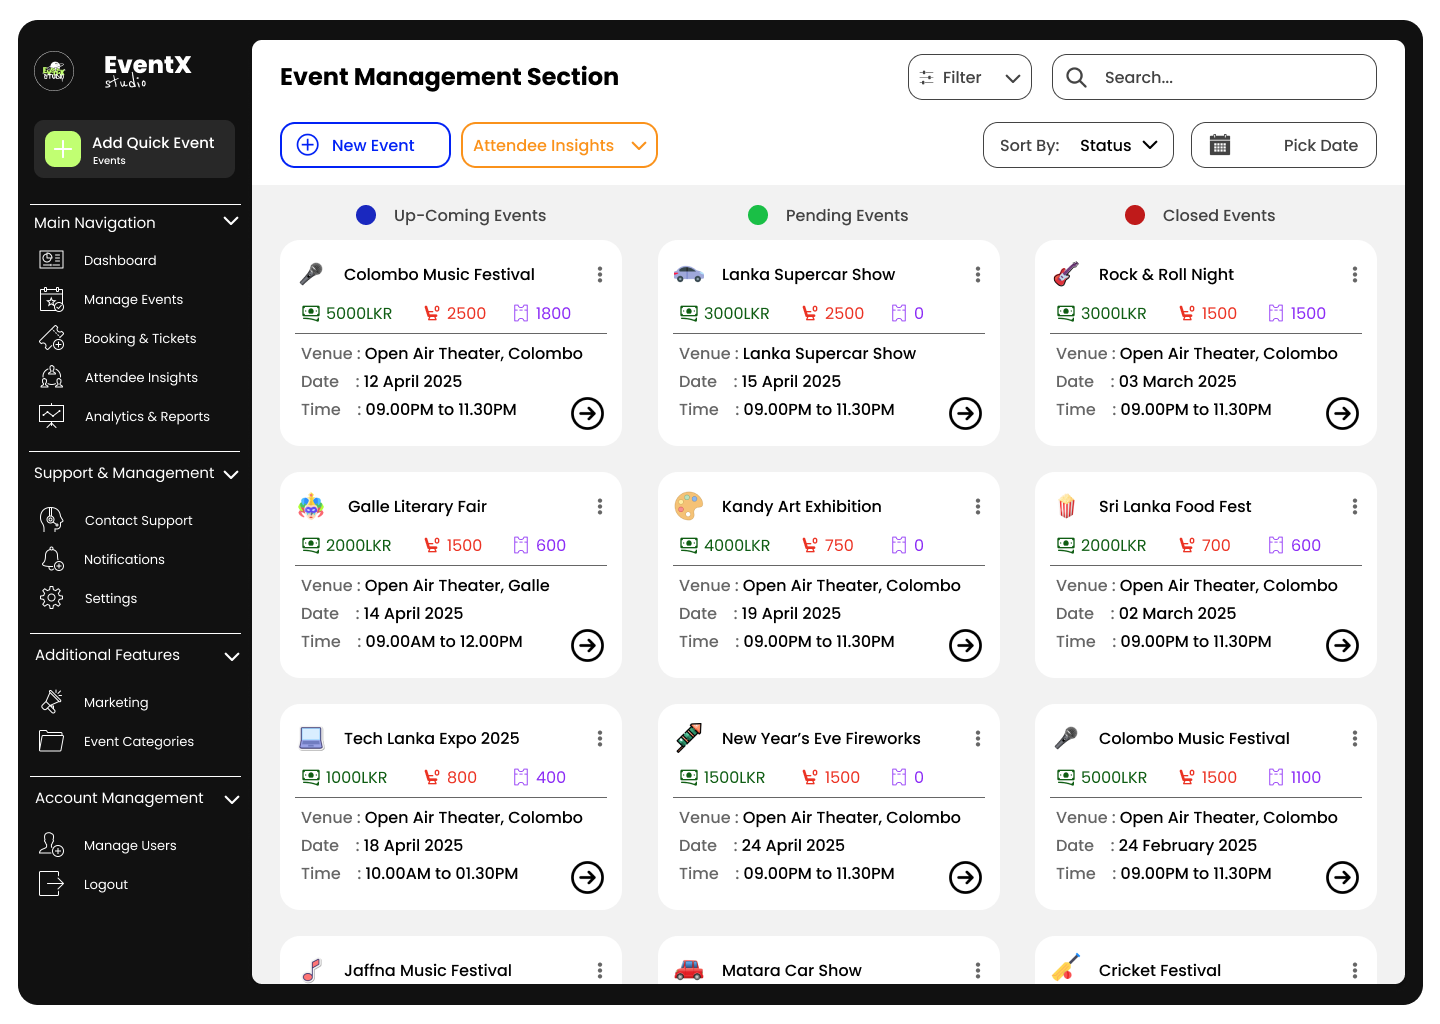 EventX
studio
Add Quick Event
Events
Main Navigation
Dashboard
Manage Events
Booking & Tickets
Attendee Insights
Analytics & Reports
Support & Management
Contact Support
Notifications
Settings
Additional Features
Marketing
Event Categories
Account Management
Manage Users
Logout
Event Management Section
Filter
Search...
New Event
Attendee Insights
Sort By: Status
Pick Date
Up-Coming Events
Colombo Music Festival
5000LKR 2500 1800
Venue : Open Air Theater, Colombo
Date : 12 April 2025
Time : 09.00PM to 11.30PM
Galle Literary Fair
2000LKR 1500 600
Venue : Open Air Theater, Galle
Date : 14 April 2025
Time : 09.00AM to 12.00PM
Tech Lanka Expo 2025
1000LKR 800 400
Venue : Open Air Theater, Colombo
Date : 18 April 2025
Time : 10.00AM to 01.30PM
Jaffna Music Festival
Pending Events
Lanka Supercar Show
3000LKR 2500 0
Venue : Lanka Supercar Show
Date : 15 April 2025
Time : 09.00PM to 11.30PM
Kandy Art Exhibition
4000LKR 750 0
Venue : Open Air Theater, Colombo
Date : 19 April 2025
Time : 09.00PM to 11.30PM
New Year’s Eve Fireworks
1500LKR 1500 0
Venue : Open Air Theater, Colombo
Date : 24 April 2025
Time : 09.00PM to 11.30PM
Matara Car Show
Closed Events
Rock & Roll Night
3000LKR 1500 1500
Venue : Open Air Theater, Colombo
Date : 03 March 2025
Time : 09.00PM to 11.30PM
Sri Lanka Food Fest
2000LKR 700 600
Venue : Open Air Theater, Colombo
Date : 02 March 2025
Time : 09.00PM to 11.30PM
Colombo Music Festival
5000LKR 1500 1100
Venue : Open Air Theater, Colombo
Date : 24 February 2025
Time : 09.00PM to 11.30PM
Cricket Festival